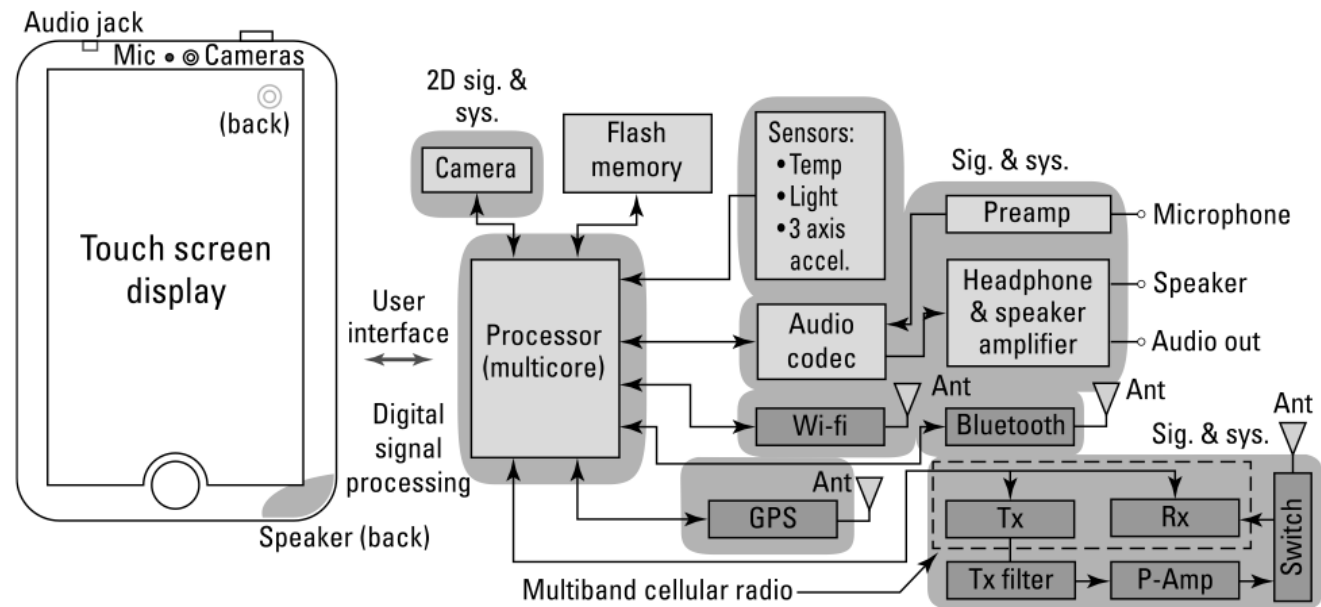 Audio jack
Mic
Cameras
(back)
Touch screen
display
Speaker (back)
User
interface
Digital
signal
processing
2D sig. &
sys.
Camera
Flash
memory
Processor
(multicore)
Sensors:
• Temp
• Light
• 3 axis
accel.
Sig. & sys.
Preamp
Microphone
Headphone
& speaker
amplifier
Speaker
Audio out
Audio
codec
Wi-fi
Ant
Bluetooth
Ant
Sig. & sys.
Ant
GPS
Ant
Tx
Rx
Switch
Tx filter
P-Amp
Multiband cellular radio